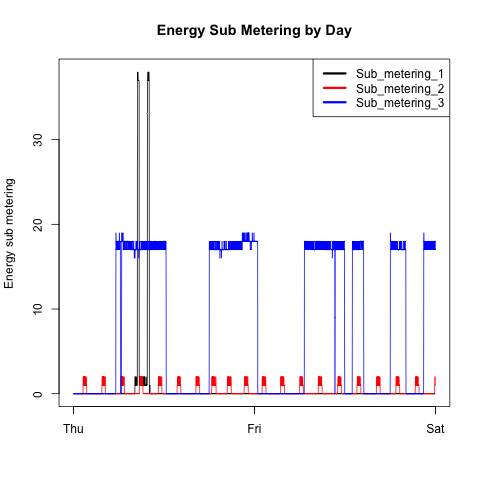 Energy Sub Metering by Day
Sub_metering_1
Sub_metering_2
Sub_metering_3
Energy sub metering
30
20
10
0
Thu Fri Sat